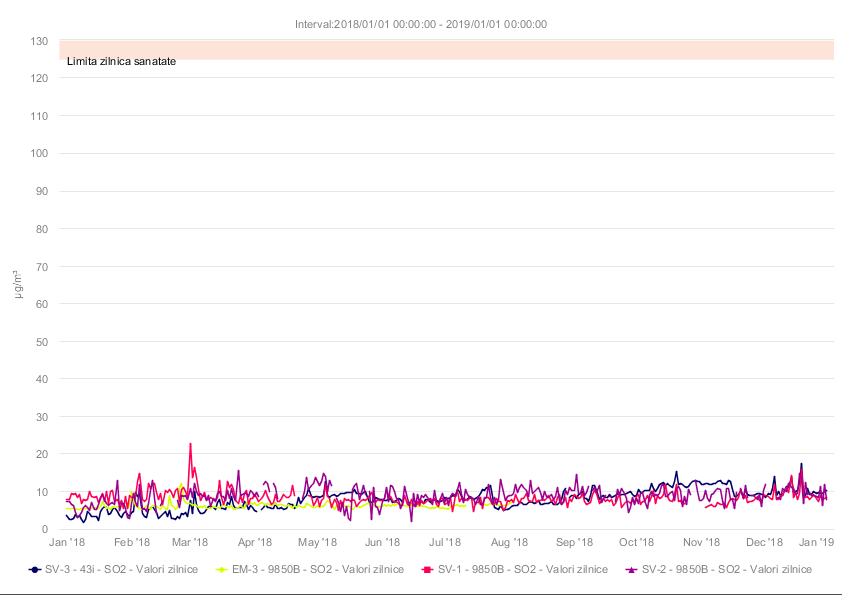 Interval:2018/01/01 00:00:00 - 2019/01/01 00:00:00
130
Limita zilnica sanatate
120
110
100
90
80
70
60
50
40
30
20
10
0
µg/m³
Jan '18 Feb '18 Mar '18 Apr '18 May '18 Jun '18 Jul '18 Aug '18 Sep '18 Oct '18 Nov '18 Dec '18 Jan '19
SV-3 - 43i - SO2 - Valori zilnice EM-3 - 9850B - SO2 - Valori zilnice SV-1 - 9850B - SO2 - Valori zilnice SV-2 - 9850B - SO2 - Valori zilnice